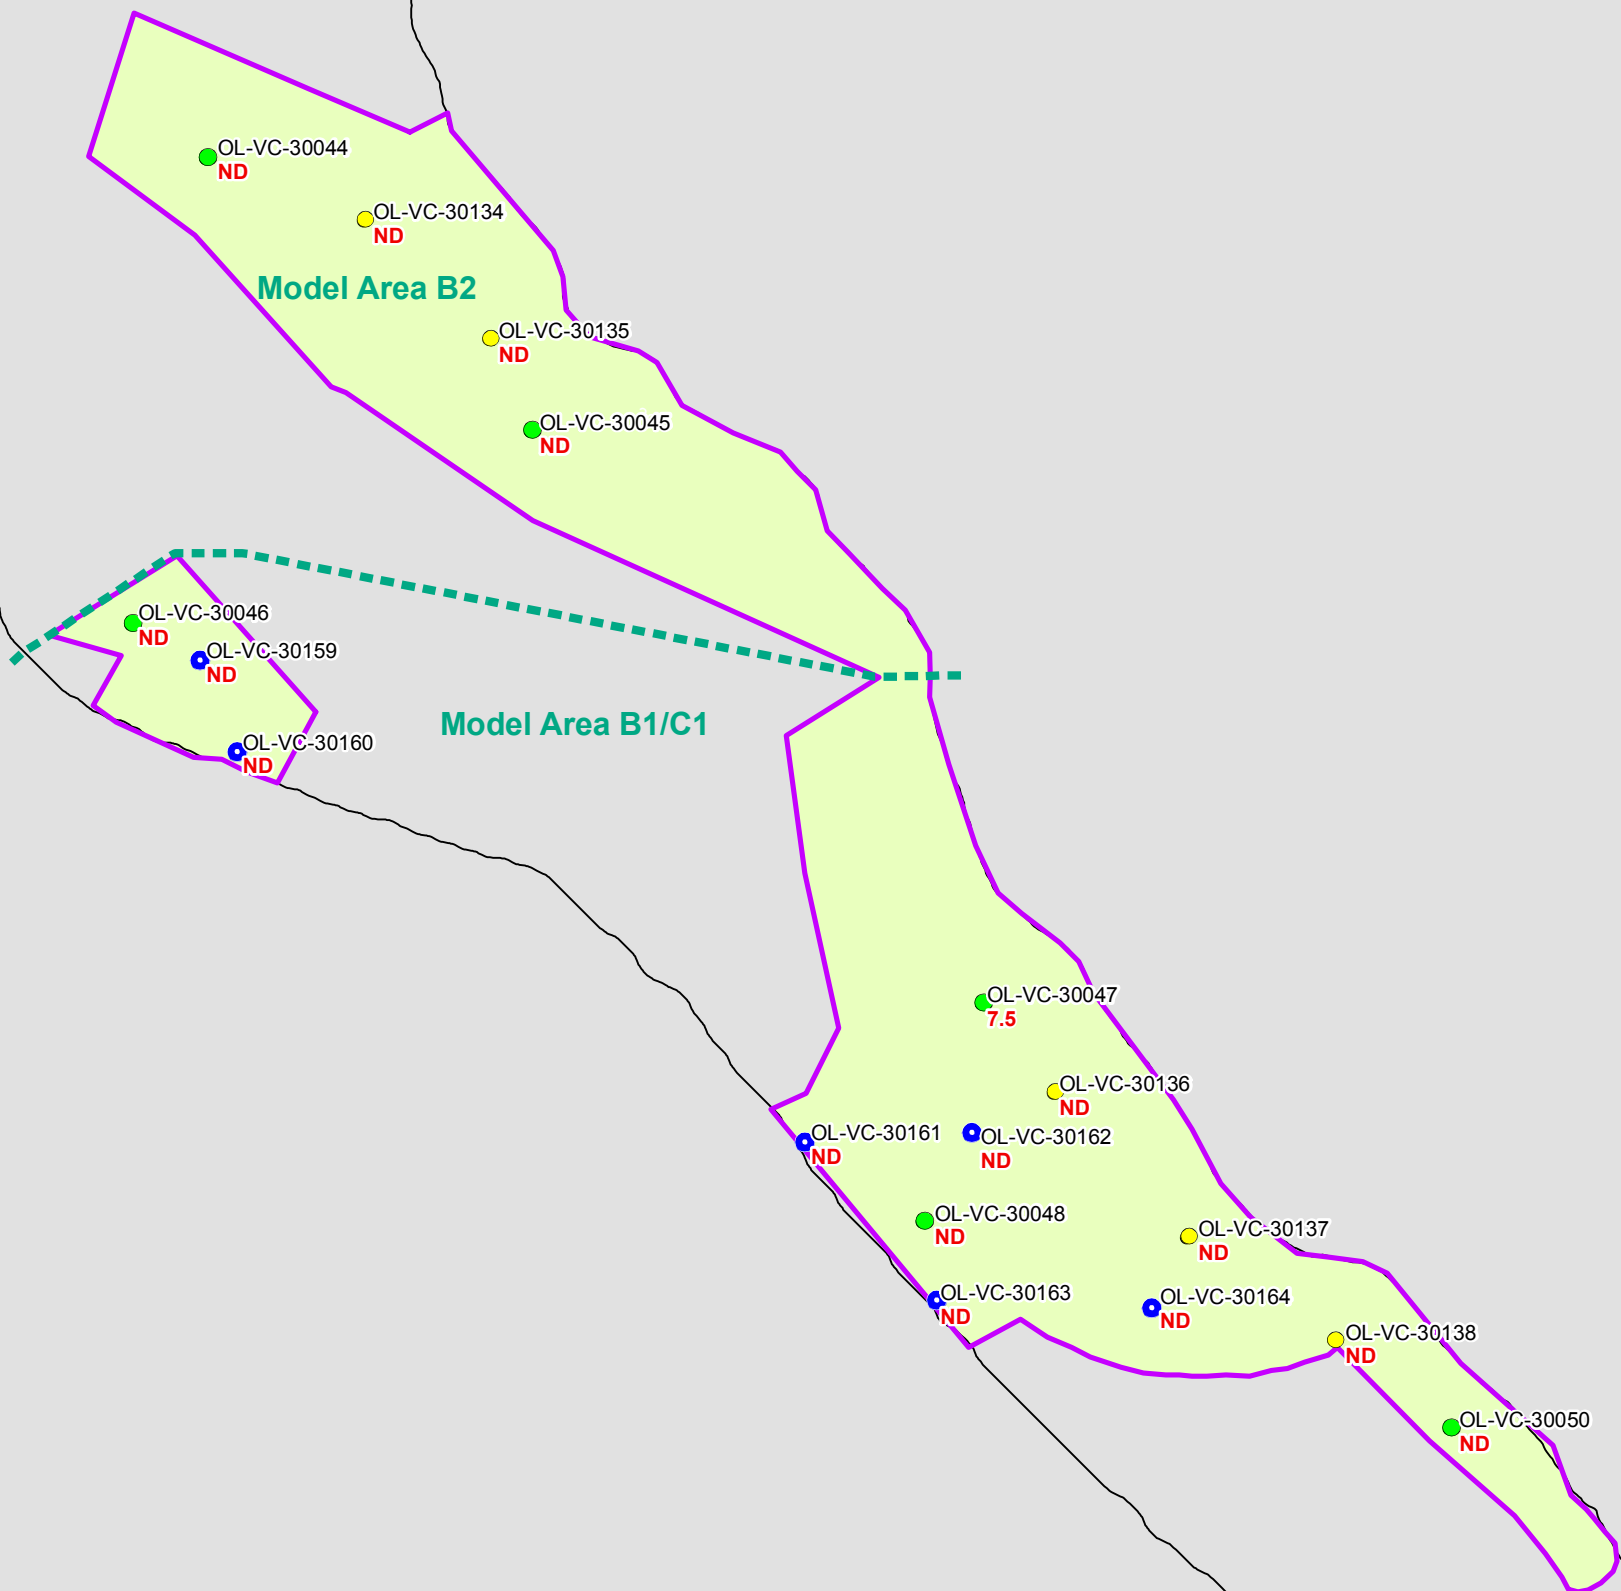 OL-VC-30044
ND
OL-VC-30134
ND
Model Area B2
OL-VC-30135
ND
OL-VC-30045
ND
OL-VC-30046
ND
OL-VC-30159
ND
Model Area B1/C1
OL-VC-30160
ND
OL-VC-30047
7.5
OL-VC-30136
ND
OL-VC-30161
ND
OL-VC-30162
ND
OL-VC-30048
ND
OL-VC-30137
ND
OL-VC-30163
ND
OL-VC-30164
ND
OL-VC-30138
ND
OL-VC-30050
ND